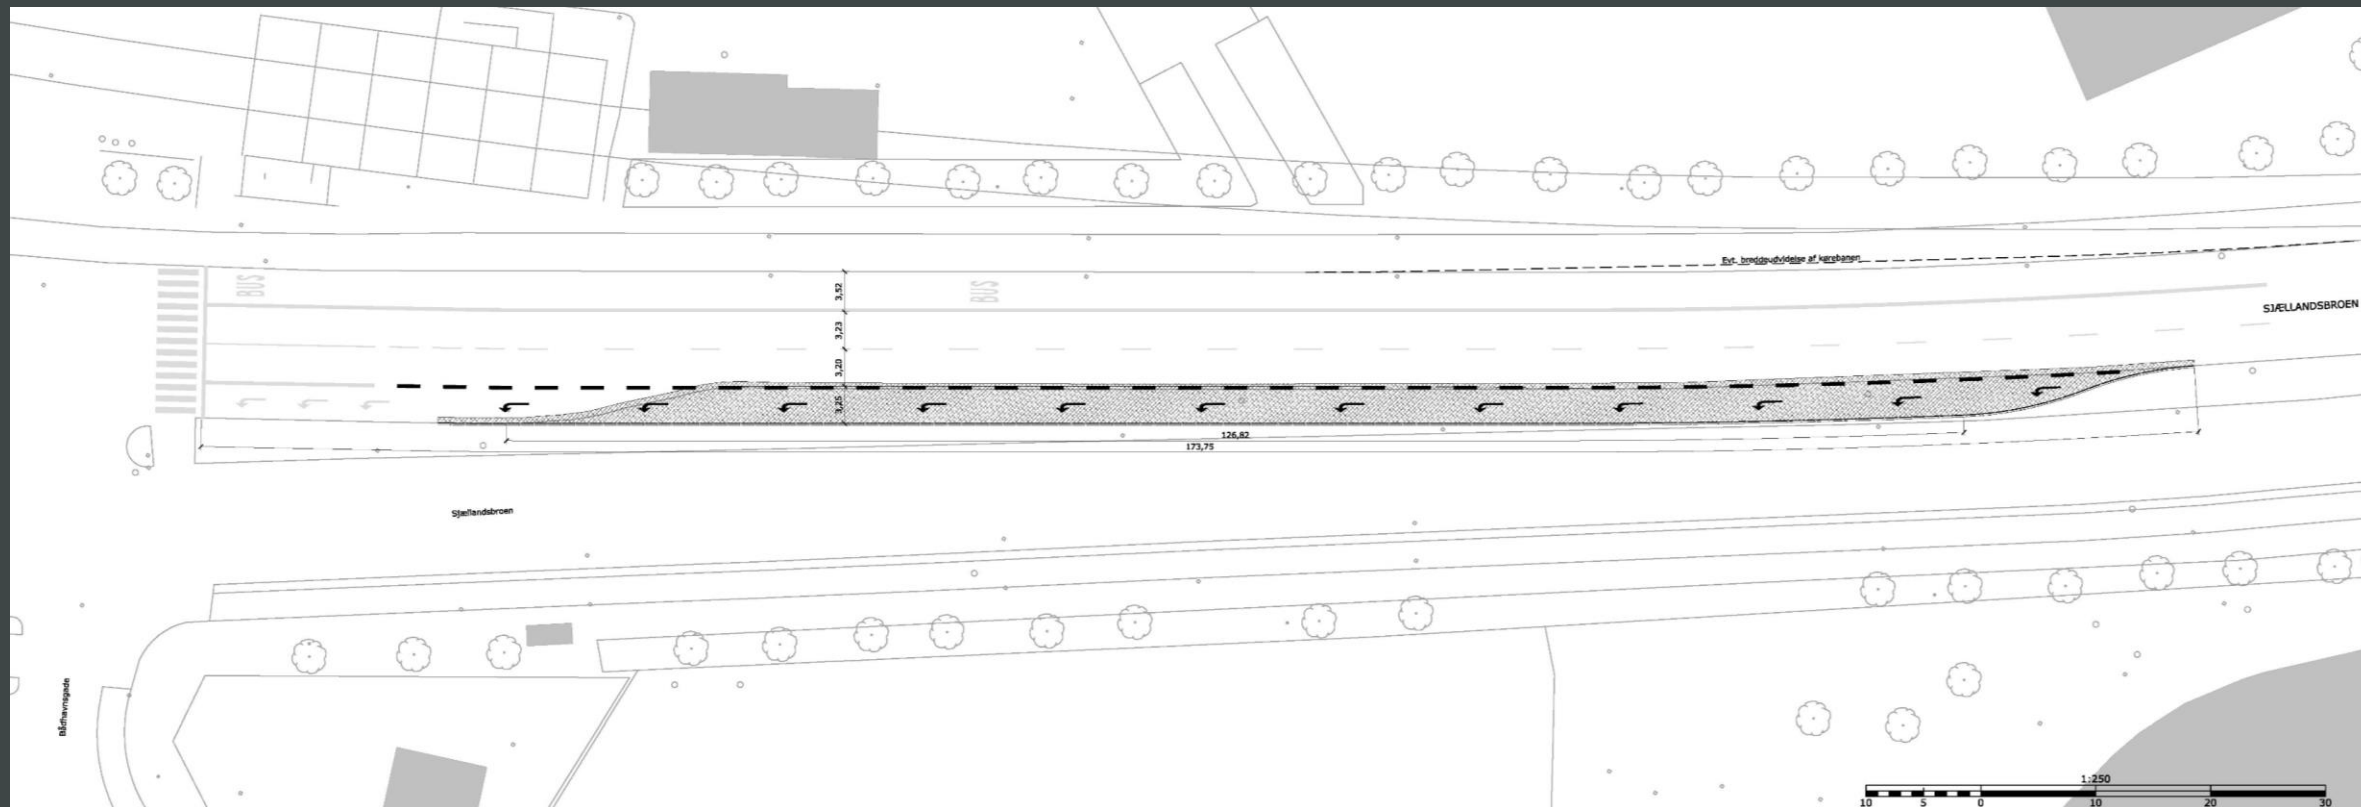 BUS
BUS
Evt. breddeudvidelse af kørebanen
SJÆLLANDSBROEN
3,52
3,23
3,20
3,25
126,82
173,75
Sjællandsbroen
Bådhavnsgade
1:250
10 5 0 10 20 30